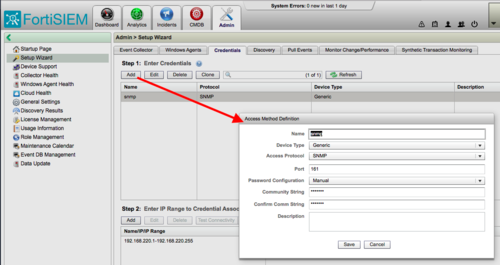 System Errors: 0 new in last 1 day
FortiSIEM
Dashboard
Analytics
Incidents
CMDB
Admin
Admin > Setup Wizard
Startup Page
Setup Wizard
Device Support
Collector Health
Windows Agent Health
Cloud Health
General Settings
Discovery Results
License Management
Usage Information
Role Management
Maintenance Calendar
Event DB Management
Data Update
Event Collector
Windows Agents
Credentials
Discovery
Pull Events
Monitor Change/Performance
Synthetic Transaction Monitoring
Step 1: Enter Credentials
Add
Edit
Delete
Clone
(1 of 1)
Refresh
Name
Protocol
Device Type
Description
snmp
SNMP
Generic
Access Method Definition
Name
snmp
Device Type
Generic
Access Protocol
SNMP
Port
161
Password Configuration
Manual
Community String
*******
Confirm Comm String
*******
Description
Save
Cancel
Step 2: Enter IP Range to Credential Assoc
Add
Edit
Delete
Test Connectivity
Name/IP/IP Range
192.168.220.1-192.168.220.255